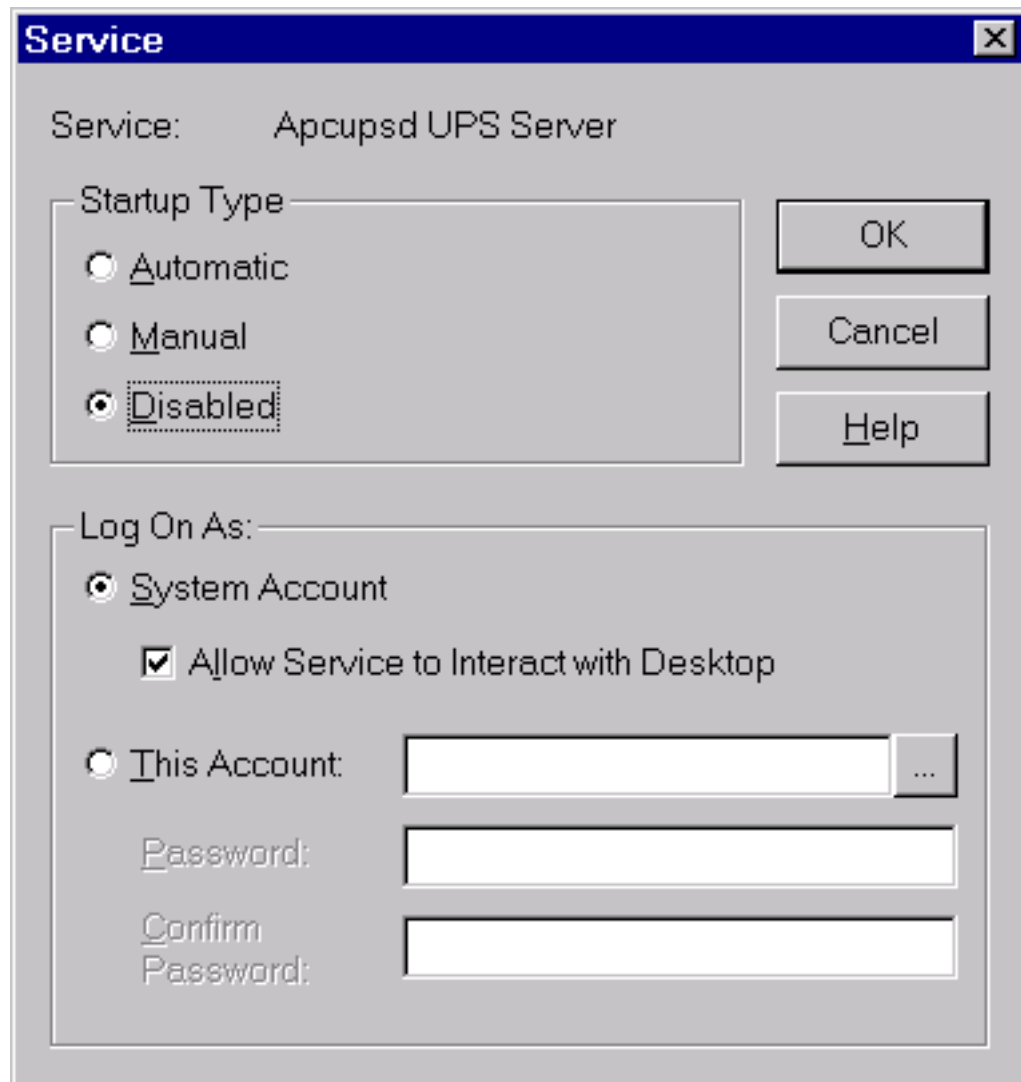 Service
Service: Apcupsd UPS Server
Startup Type
Automatic
OK
Manual
Cancel
Disabled
Help
Log On As:
System Account
Allow Service to Interact with Desktop
This Account:
...
Password:
Confirm
Password: